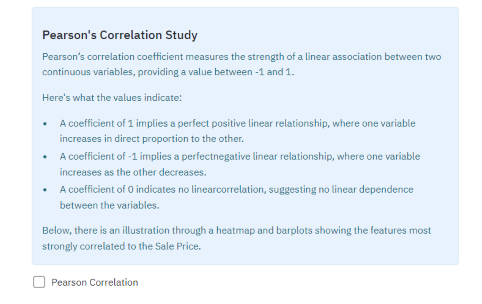 Pearson's Correlation Study
Pearson's correlation coefficient measures the strength of a linear association between two
continuous variables, providing a value between -1 and 1.
Here's what the values indicate:
• A coefficient of 1 implies a perfect positive linear relationship, where one variable
increases in direct proportion to the other.
• A coefficient of -1 implies a perfectnegative linear relationship, where one variable
increases as the other decreases.
• A coefficient of 0 indicates no linearcorrelation, suggesting no linear dependence
between the variables.
Below, there is an illustration through a heatmap and barplots showing the features most
strongly correlated to the Sale Price.
Pearson Correlation